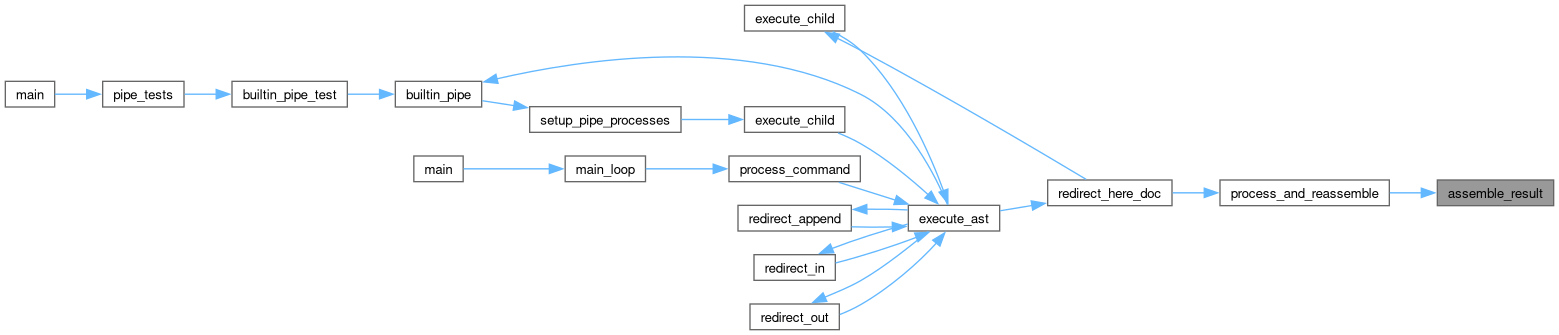 execute_child
main
pipe_tests
builtin_pipe_test
builtin_pipe
setup_pipe_processes
execute_child
main
main_loop
process_command
redirect_append
execute_ast
redirect_here_doc
process_and_reassemble
assemble_result
redirect_in
redirect_out